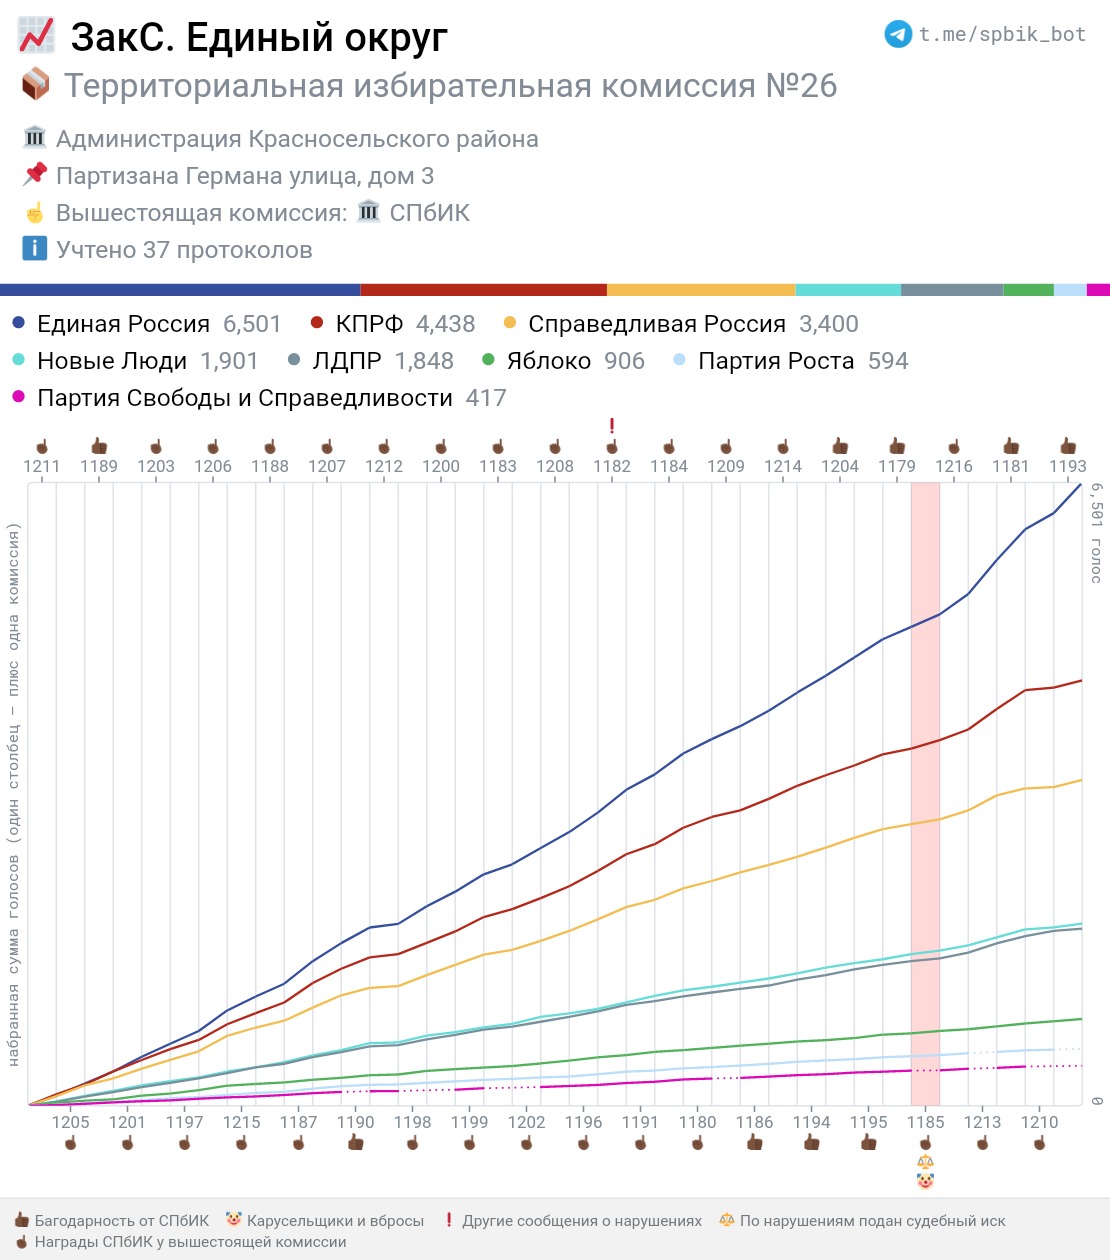 ЗакС. Единый округ
t.me/spbik_bot
Территориальная избирательная комиссия №26
Администрация Красносельского района
Партизана Германа улица, дом 3
Вышестоящая комиссия: СПбИК
Учтено 37 протоколов
Единая Россия 6,501 КПРФ 4,438 Справедливая Россия 3,400
Новые Люди 1,901 ЛДПР 1,848 Яблоко 906 Партия Роста 594
Партия Свободы и Справедливости 417
1211 1189 1203 1206 1188 1207 1212 1200 1183 1208 1182 1184 1209 1214 1204 1179 1216 1181 1193
6,501 голос
набранная сумма голосов (один столбец – плюс одна комиссия)
0
1205 1201 1197 1215 1187 1190 1198 1199 1202 1196 1191 1180 1186 1194 1195 1185 1213 1210
Багодарность от СПбИК Карусельщики и вбросы Другие сообщения о нарушениях По нарушениям подан судебный иск
Награды СПбИК у вышестоящей комиссии